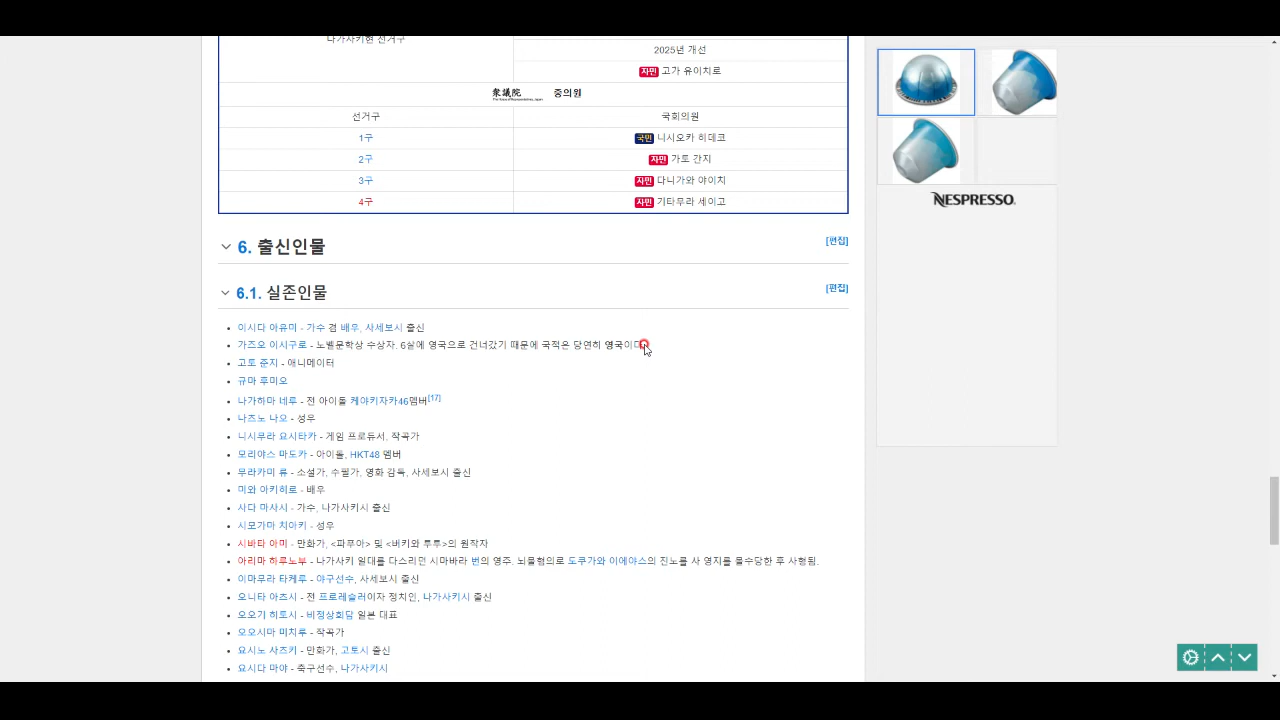 나가사키현 선거구
2025년 개선
자민 고가 유이치로
衆議院 중의원
선거구 국회의원
1구 국민 니시오카 히데코
2구 자민 가토 간지
3구 자민 다니가와 야이치
4구 자민 기타무라 세이고
6. 출신인물 [편집]
6.1. 실존인물 [편집]
이시다 아유미 - 가수 겸 배우, 사세보시 출신
가즈오 이시구로 - 노벨문학상 수상자. 6살에 영국으로 건너갔기 때문에 국적은 당연히 영국이다.
고토 준지 - 애니메이터
규마 후미오
나가하마 네루 - 전 아이돌 케야키자카46멤버[17]
나즈노 나오 - 성우
니시무라 요시타카 - 게임 프로듀서, 작곡가
모리야스 마도카 - 아이돌, HKT48 멤버
무라카미 류 - 소설가, 수필가, 영화 감독, 사세보시 출신
미와 아키히로 - 배우
사다 마사시 - 가수, 나가사키시 출신
시모가마 치아키 - 성우
시바타 아미 - 만화가, <파푸아> 및 <버키와 투투>의 원작자
아리마 하루노부 - 나가사키 일대를 다스리던 시마바라 번의 영주. 뇌물혐의로 도쿠가와 이에야스의 진노를 사 영지를 몰수당한 후 사형됨.
이마무라 타케루 - 야구선수, 사세보시 출신
오니타 아츠시 - 전 프로레슬러이자 정치인, 나가사키시 출신
오오기 히토시 - 비정상회담 일본 대표
오오시마 미치루 - 작곡가
요시노 사즈키 - 만화가, 고토시 출신
요시다 마야 - 축구선수, 나가사키시
NESPRESSO.